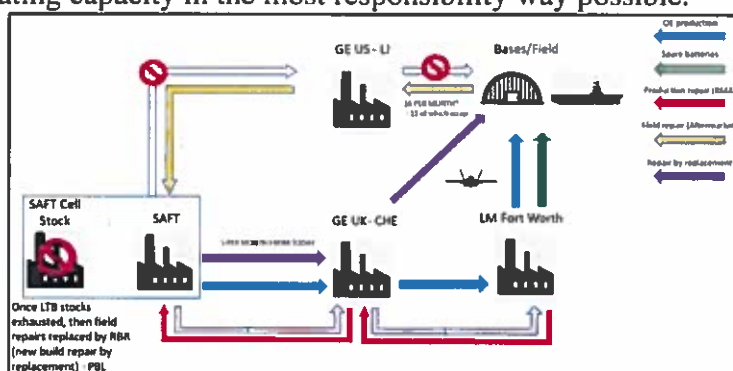 ating capacity in the most responsibility way possible.
GE US - LI
Bases/Field
OE production
Spare batteries
Production repair (RMA)
Field repair (Aftermarket)
Repair by replacement
SAFT Cell
Stock
SAFT
GE UK - CHE
LM Fort Worth
Once LTB stocks
exhausted, then field
repairs replaced by RBR
(new build repair by
replacement) - PBL